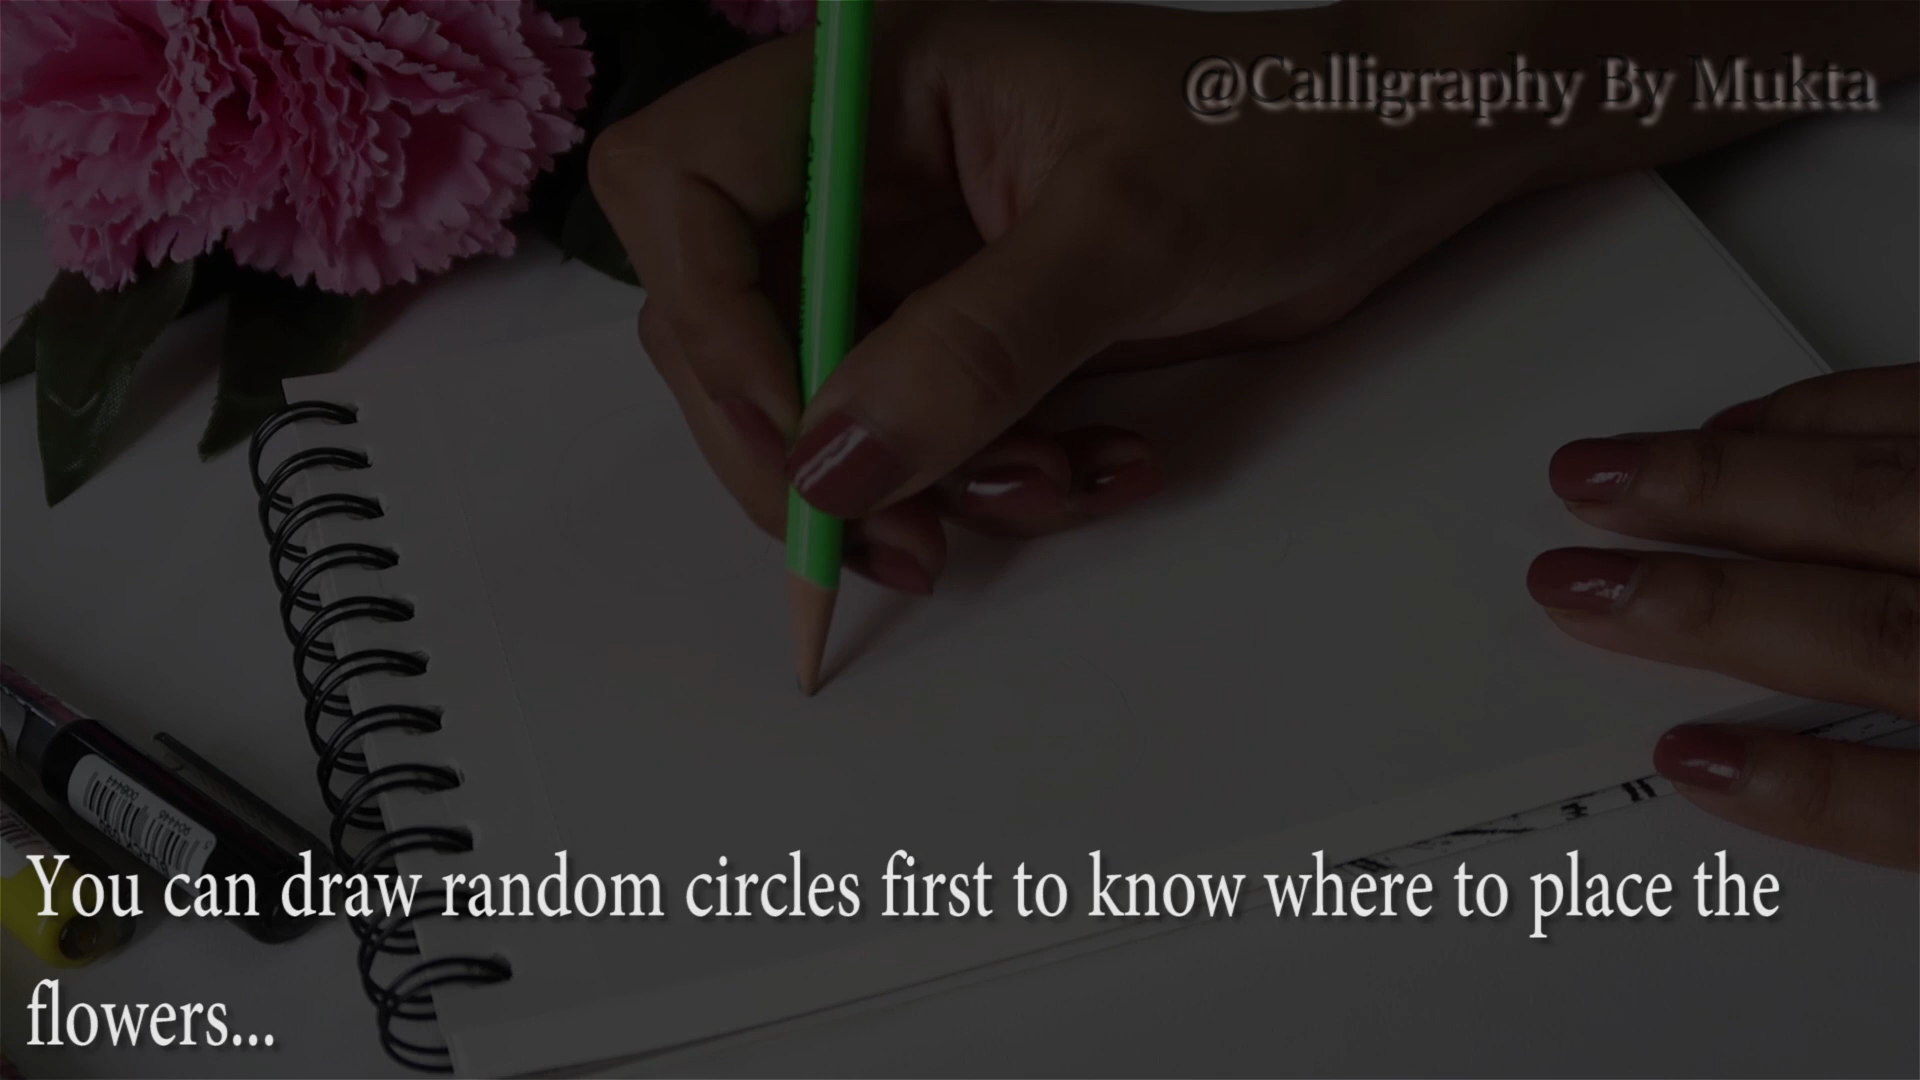 @Calligraphy By Mukta
You can draw random circles first to know where to place the
flowers...